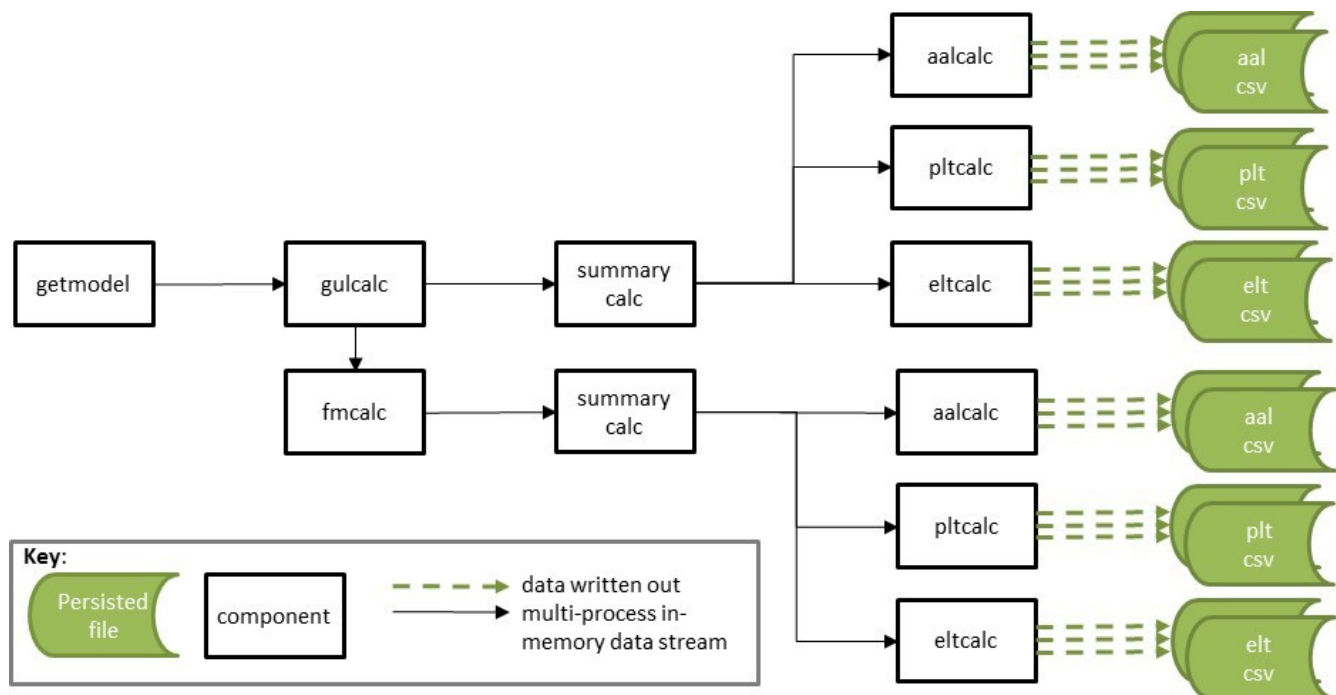 aalcalc
aal
csv
pltcalc
plt
csv
getmodel
gulcalc
summary
calc
eltcalc
elt
csv
fmcalc
summary
calc
aalcalc
aal
csv
pltcalc
plt
csv
eltcalc
elt
csv
Key:
Persisted
file
component
data written out
multi-process in-
memory data stream